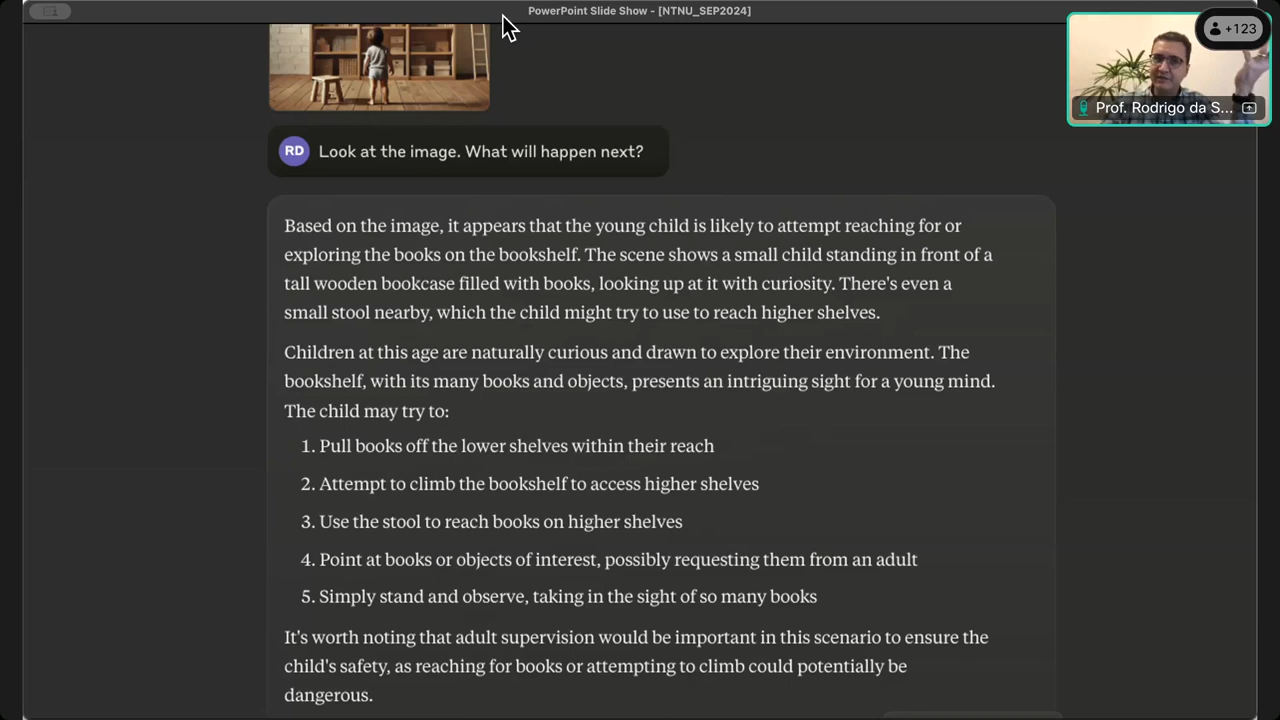 PowerPoint Slide Show - [NTNU_SEP2024]
+123
Prof. Rodrigo da S...
RD Look at the image. What will happen next?
Based on the image, it appears that the young child is likely to attempt reaching for or
exploring the books on the bookshelf. The scene shows a small child standing in front of a
tall wooden bookcase filled with books, looking up at it with curiosity. There's even a
small stool nearby, which the child might try to use to reach higher shelves.
Children at this age are naturally curious and drawn to explore their environment. The
bookshelf, with its many books and objects, presents an intriguing sight for a young mind.
The child may try to:
1. Pull books off the lower shelves within their reach
2. Attempt to climb the bookshelf to access higher shelves
3. Use the stool to reach books on higher shelves
4. Point at books or objects of interest, possibly requesting them from an adult
5. Simply stand and observe, taking in the sight of so many books
It's worth noting that adult supervision would be important in this scenario to ensure the
child's safety, as reaching for books or attempting to climb could potentially be
dangerous.